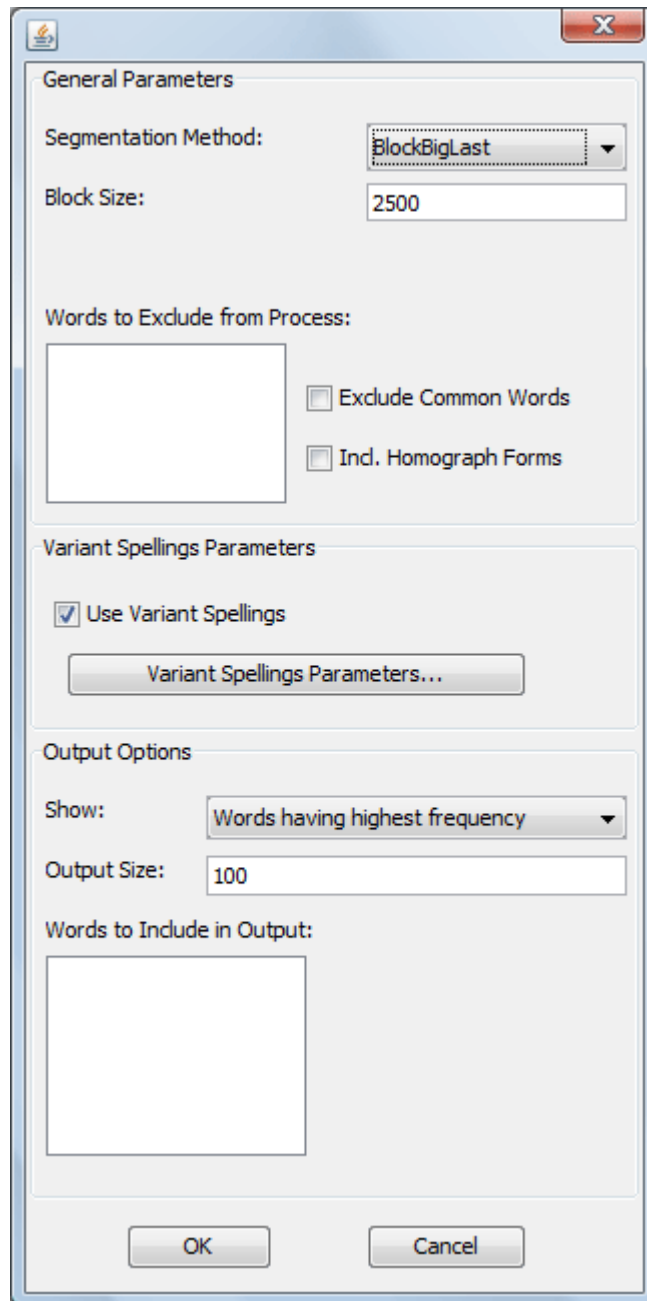 General Parameters
Segmentation Method: BlockBigLast
Block Size: 2500
Words to Exclude from Process:
Exclude Common Words
Incl. Homograph Forms
Variant Spellings Parameters
Use Variant Spellings
Variant Spellings Parameters...
Output Options
Show: Words having highest frequency
Output Size: 100
Words to Include in Output:
OK Cancel